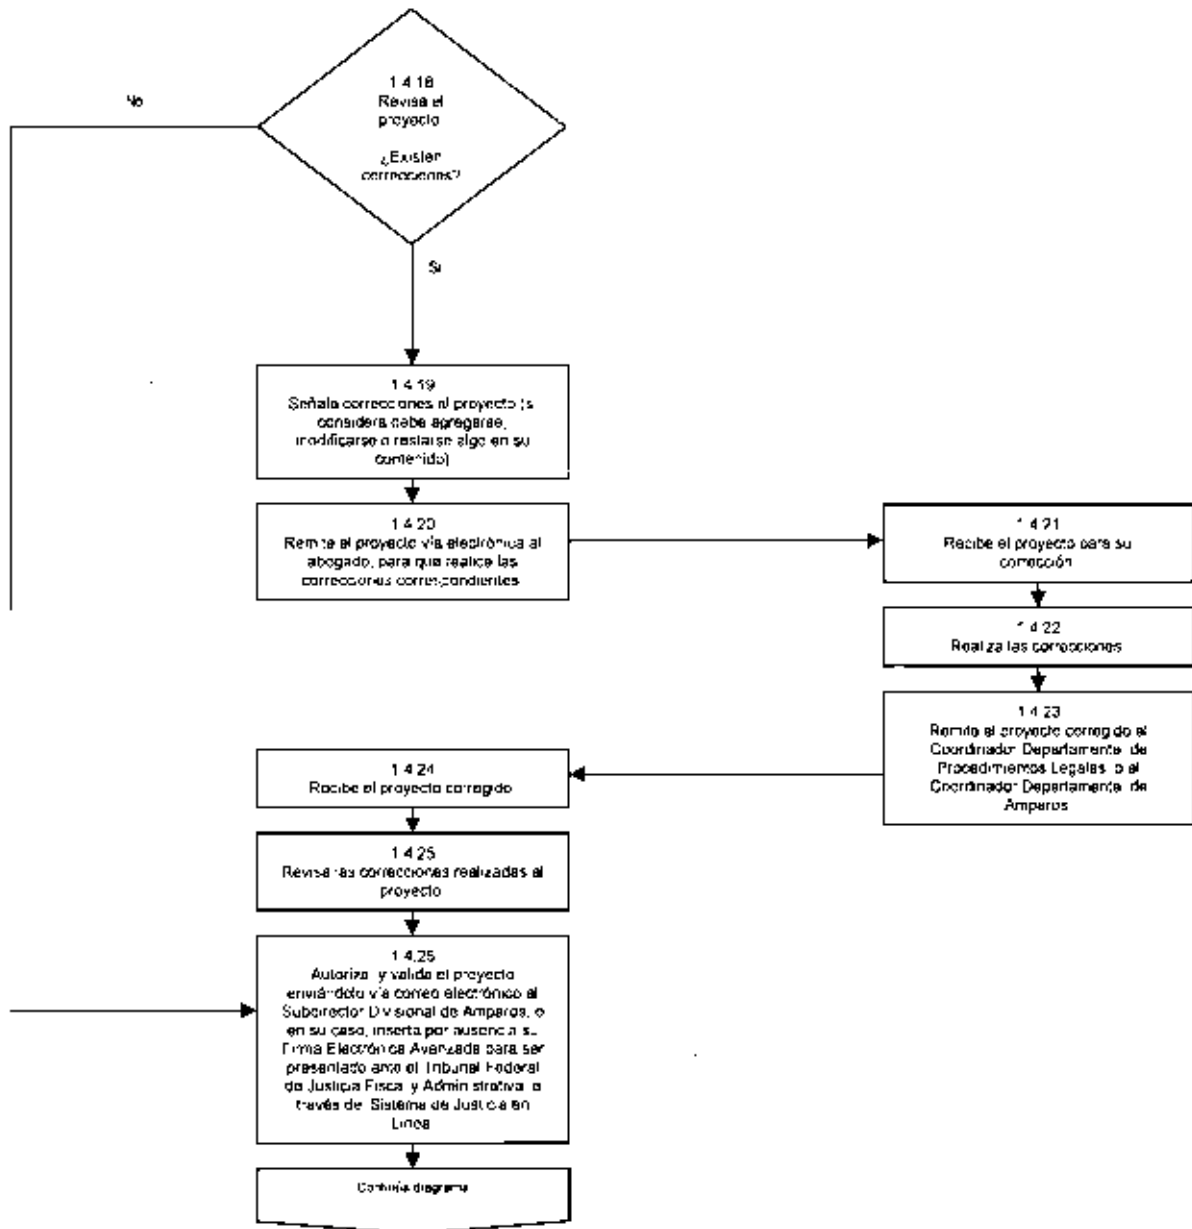 1.4.18
Revisa el
proyecto
¿Existen
correcciones?
No
Si
1.4.19
Señala correcciones al proyecto (si
considera debe agregarse,
modificarse o restarse algo en su
contenido)
1.4.20
Remite el proyecto vía electrónica al
abogado, para que realice las
correcciones correspondientes
1.4.21
Recibe el proyecto para su
corrección
1.4.22
Realiza las correcciones
1.4.23
Remite el proyecto corregido al
Coordinador Departamental de
Procedimientos Legales o al
Coordinador Departamental de
Amparos
1.4.24
Recibe el proyecto corregido
1.4.25
Revisa las correcciones realizadas al
proyecto
1.4.26
Autoriza y valida el proyecto
enviándolo vía correo electrónico al
Subdirector Divisional de Amparos, o
en su caso, inserta por ausencia su
Firma Electrónica Avanzada para ser
presentado ante el Tribunal Federal
de Justicia Fiscal y Administrativa a
través del Sistema de Justicia en
Línea
Continúa diagrama